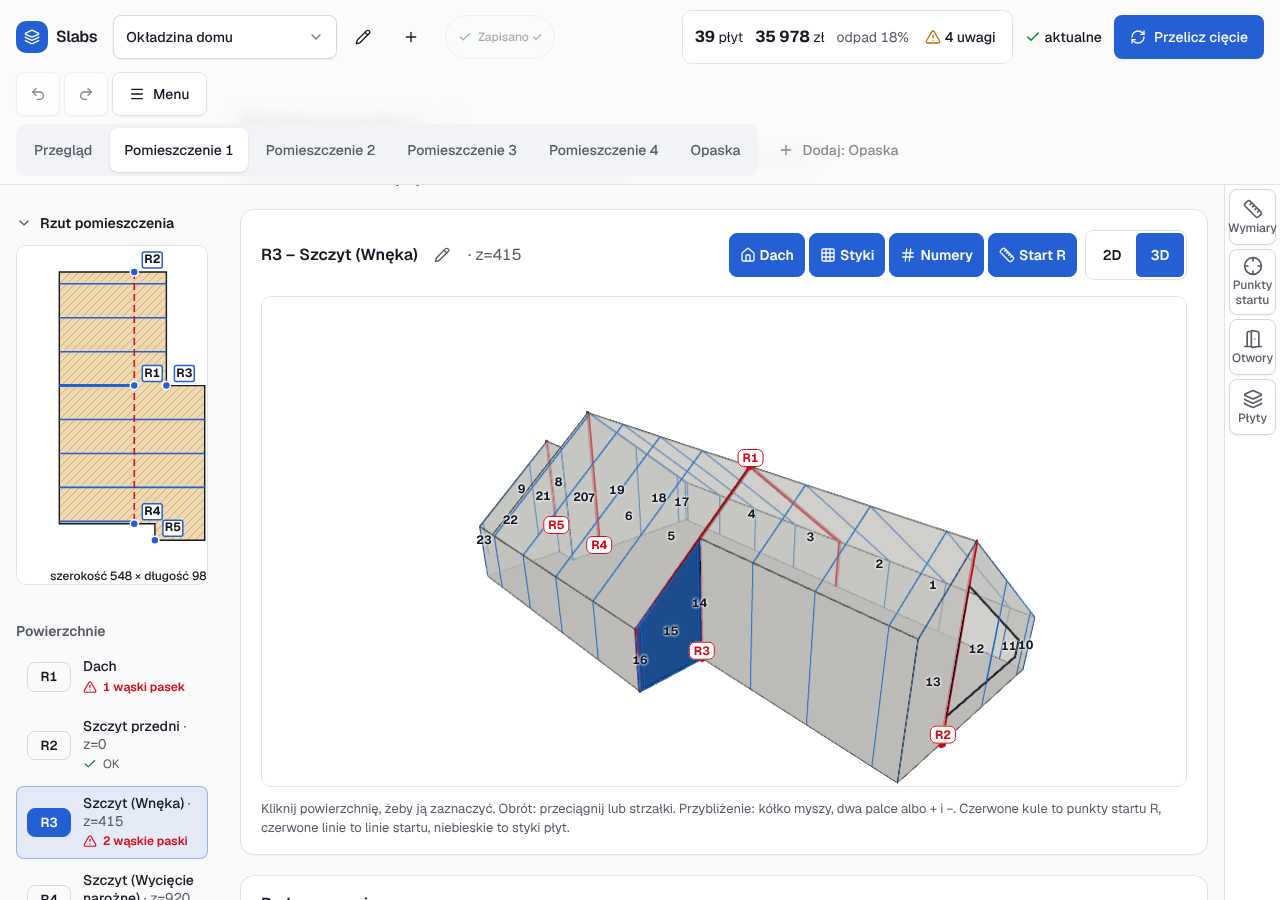 Slabs
Okładzina domu
Zapisano
39 płyt 35 978 zł odpad 18% 4 uwagi
aktualne
Przelicz cięcie
Menu
Przegląd
Pomieszczenie 1
Pomieszczenie 2
Pomieszczenie 3
Pomieszczenie 4
Opaska
Dodaj: Opaska
Rzut pomieszczenia
R2
R1
R3
R4
R5
szerokość 548 × długość 98
Powierzchnie
R1
Dach
1 wąski pasek
R2
Szczyt przedni ·
z=0
OK
R3
Szczyt (Wnęka) ·
z=415
2 wąskie paski
R4
Szczyt (Wycięcie
narożne) · z=920
R3 – Szczyt (Wnęka)
· z=415
Dach
Styki
Numery
Start R
2D
3D
R1
9
8
21
207
19
18
17
22
R5
6
4
23
R4
5
3
2
1
14
15
16
R3
12
11
10
13
R2
Kliknij powierzchnię, żeby ją zaznaczyć. Obrót: przeciągnij lub strzałki. Przybliżenie: kółko myszy, dwa palce albo + i −. Czerwone kule to punkty startu R,
czerwone linie to linie startu, niebieskie to styki płyt.
Wymiary
Punkty
startu
Otwory
Płyty